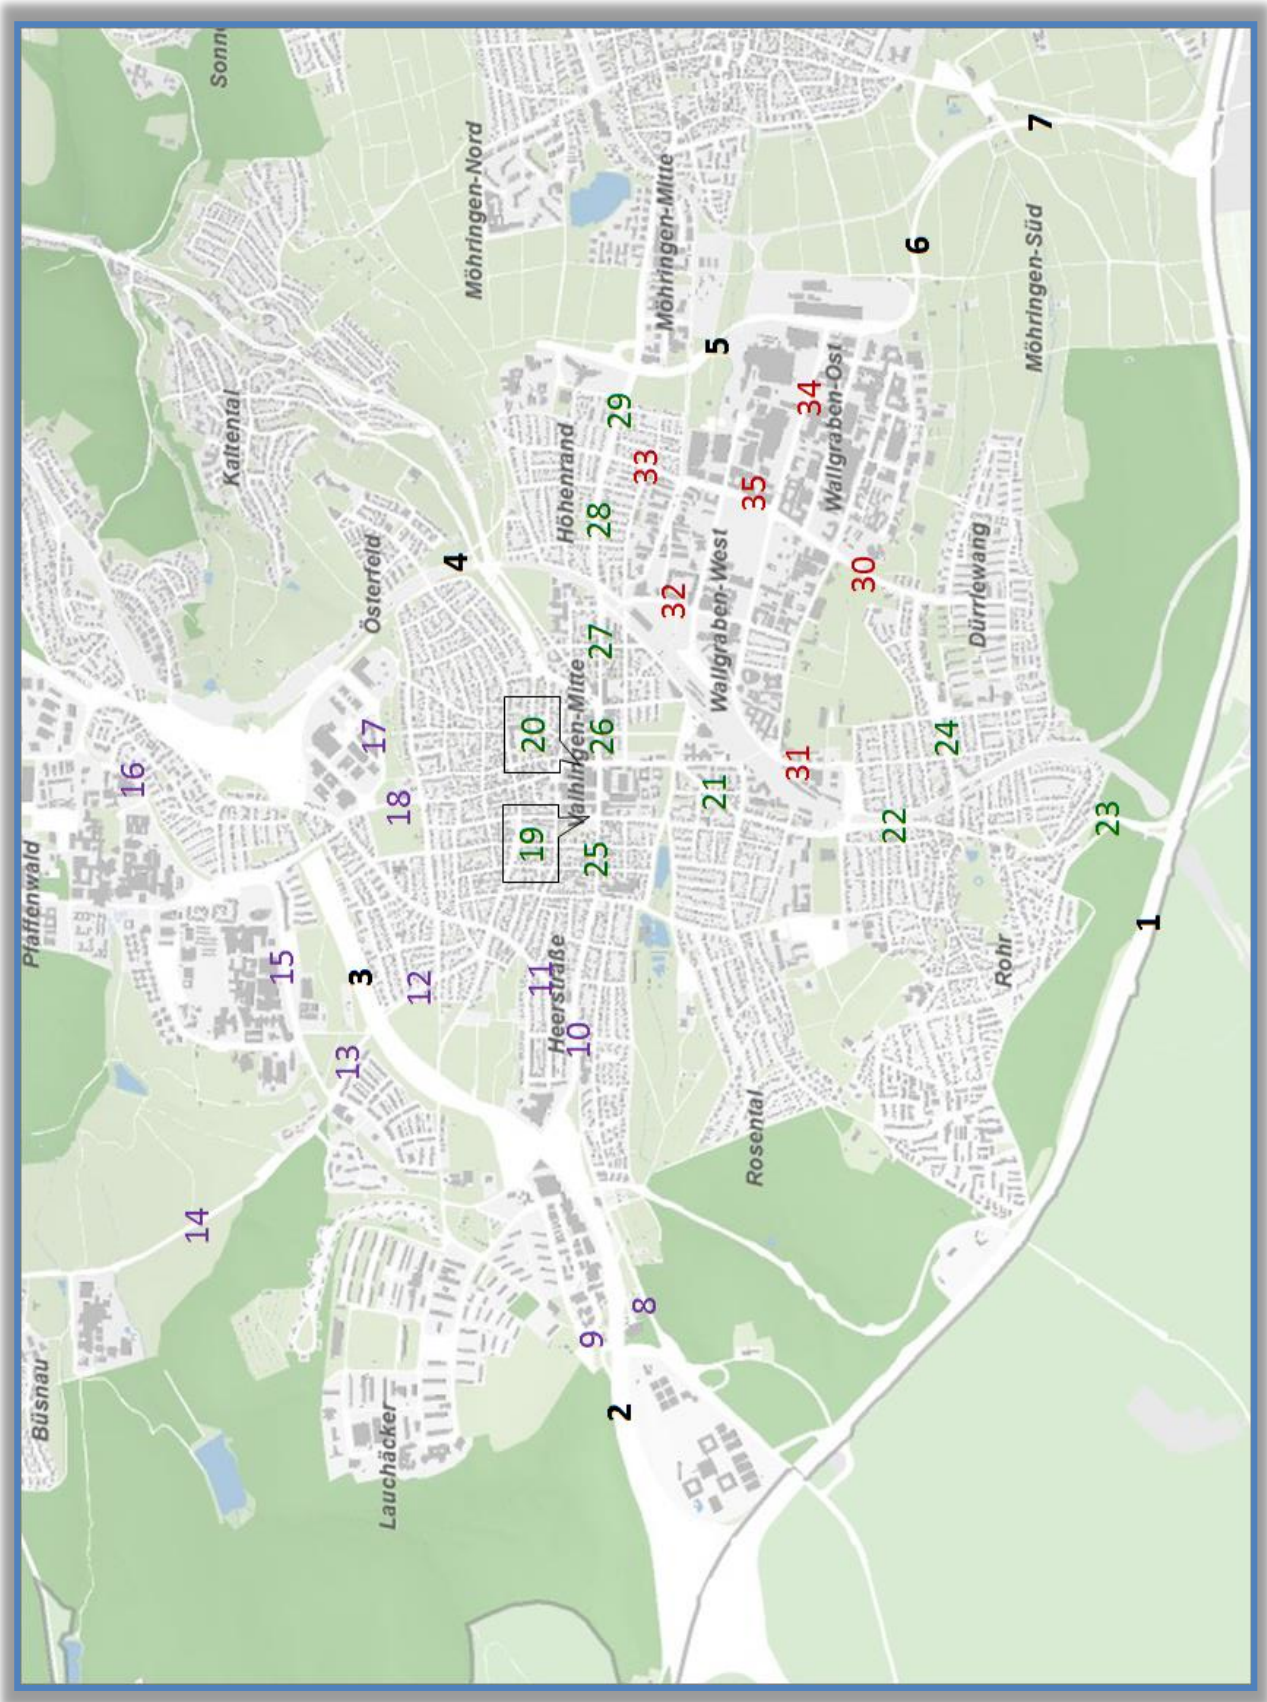 Büsnau
Pfaffenwald
Sonn
14
16
15
Kaltental
13
3
18
17
Österfeld
Lauchäcker
12
4
Möhringen-Nord
11
19
20
Heerstraße
10
Vaihingen-Mitte
Höhenrand
9
25
26
27
28
29
2
8
33
32
Möhringen-Mitte
21
Wallgraben-West
5
Rosental
35
31
34
Wallgraben-Ost
30
22
6
24
Dürrlewang
Rohr
Möhringen-Süd
7
23
1